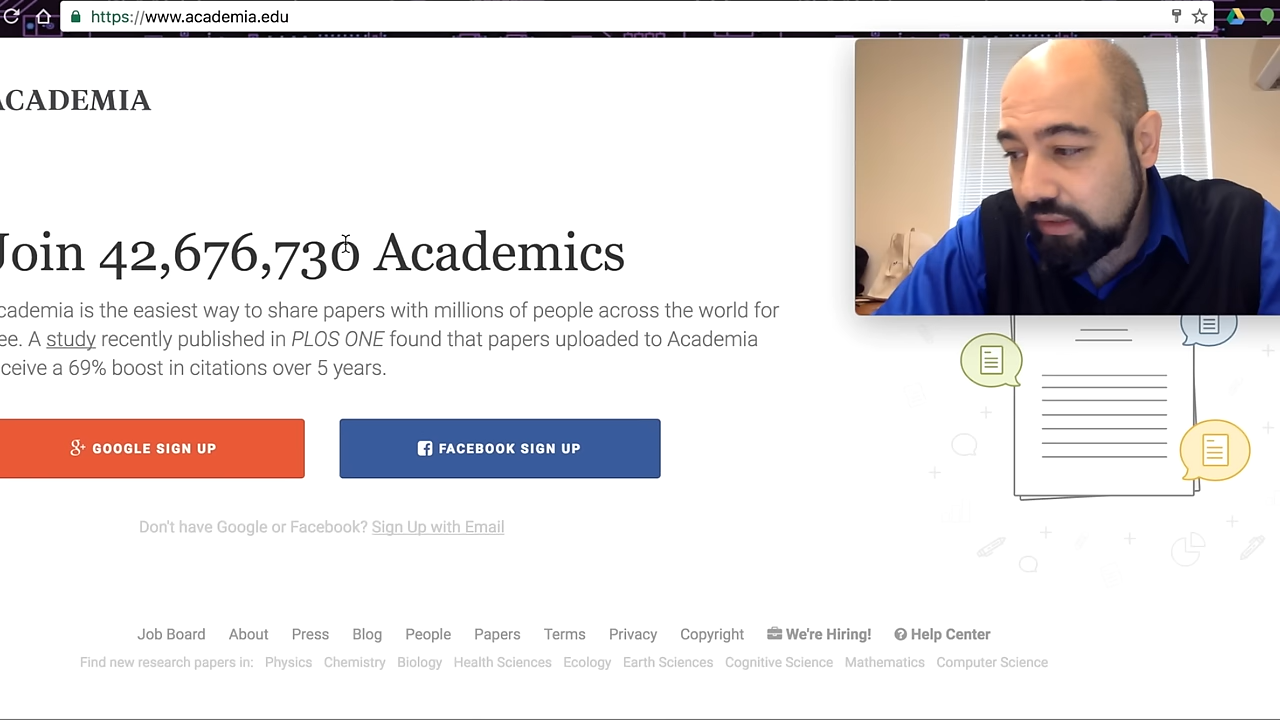 https://www.academia.edu
ACADEMIA
Join 42,676,730 Academics
cademia is the easiest way to share papers with millions of people across the world for
ee. A study recently published in PLOS ONE found that papers uploaded to Academia
ceive a 69% boost in citations over 5 years.
g+ GOOGLE SIGN UP
FACEBOOK SIGN UP
Don't have Google or Facebook? Sign Up with Email
Job Board About Press Blog People Papers Terms Privacy Copyright We're Hiring! Help Center
Find new research papers in: Physics Chemistry Biology Health Sciences Ecology Earth Sciences Cognitive Science Mathematics Computer Science